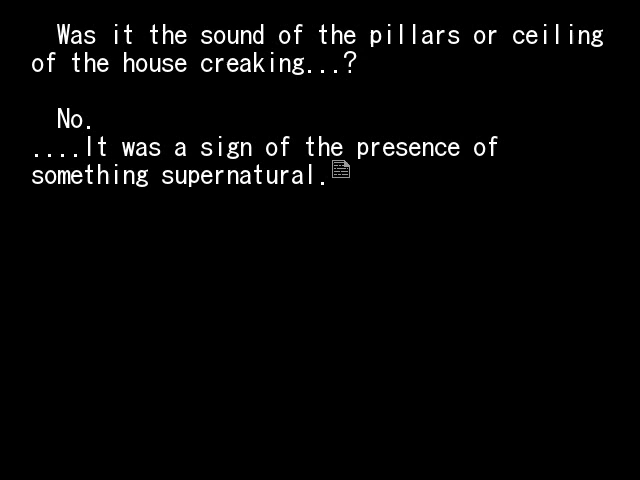 Was it the sound of the pillars or ceiling
of the house creaking...?
No.
....It was a sign of the presence of
something supernatural.